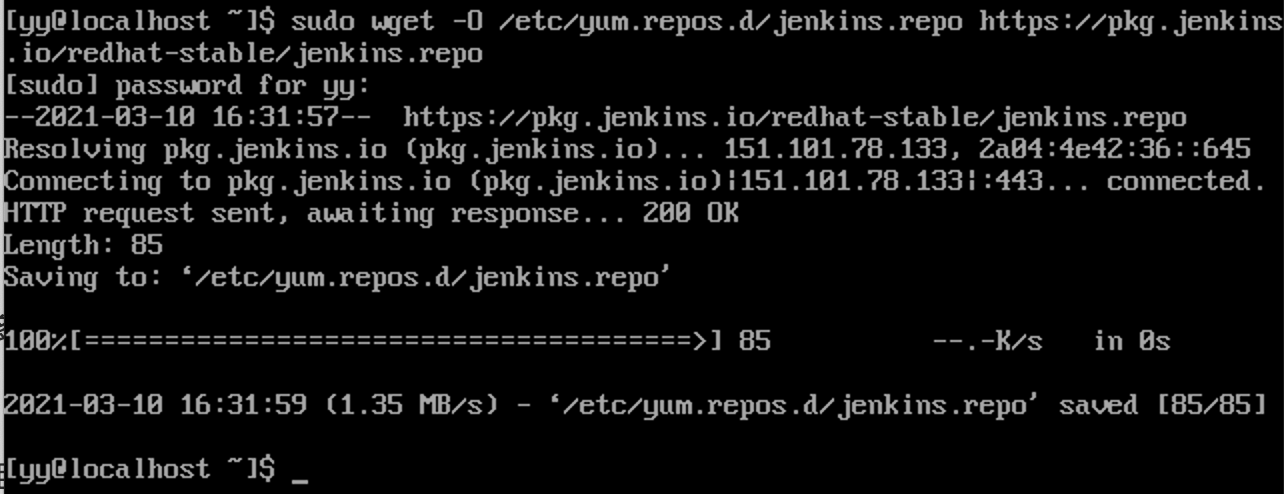 [yy@localhost ~]$ sudo wget -O /etc/yum.repos.d/jenkins.repo https://pkg.jenkins
.io/redhat-stable/jenkins.repo
[sudo] password for yy:
--2021-03-10 16:31:57--  https://pkg.jenkins.io/redhat-stable/jenkins.repo
Resolving pkg.jenkins.io (pkg.jenkins.io)... 151.101.78.133, 2a04:4e42:36::645
Connecting to pkg.jenkins.io (pkg.jenkins.io)|151.101.78.133|:443... connected.
HTTP request sent, awaiting response... 200 OK
Length: 85
Saving to: ‘/etc/yum.repos.d/jenkins.repo’
100%[======================================>] 85          --.-K/s   in 0s
2021-03-10 16:31:59 (1.35 MB/s) - ‘/etc/yum.repos.d/jenkins.repo’ saved [85/85]
[yy@localhost ~]$ _